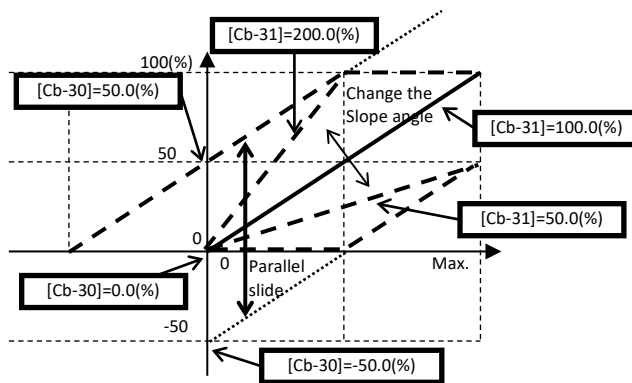 [Cb-31]=200.0(%)
100(%)
[Cb-30]=50.0(%)
Change the
Slope angle
[Cb-31]=100.0(%)
50
[Cb-31]=50.0(%)
0
0
Parallel
slide
Max.
[Cb-30]=0.0(%)
-50
[Cb-30]=-50.0(%)